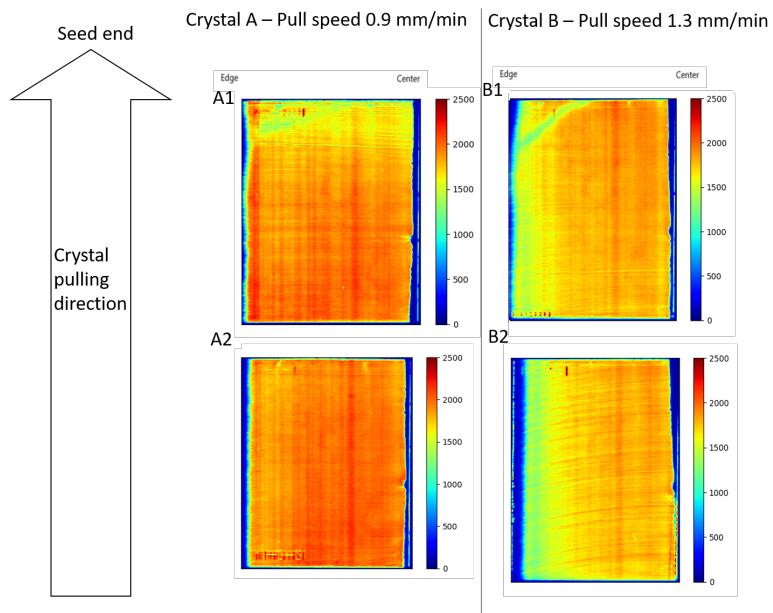 Crystal A – Pull speed 0.9 mm/min
Crystal B – Pull speed 1.3 mm/min
Seed end
Edge
Center
A1
2500
2000
1500
1000
500
0
Edge
Center
B1
2500
2000
1500
1000
500
0
Crystal
pulling
direction
A2
2500
2000
1500
1000
500
0
B2
2500
2000
1500
1000
500
0